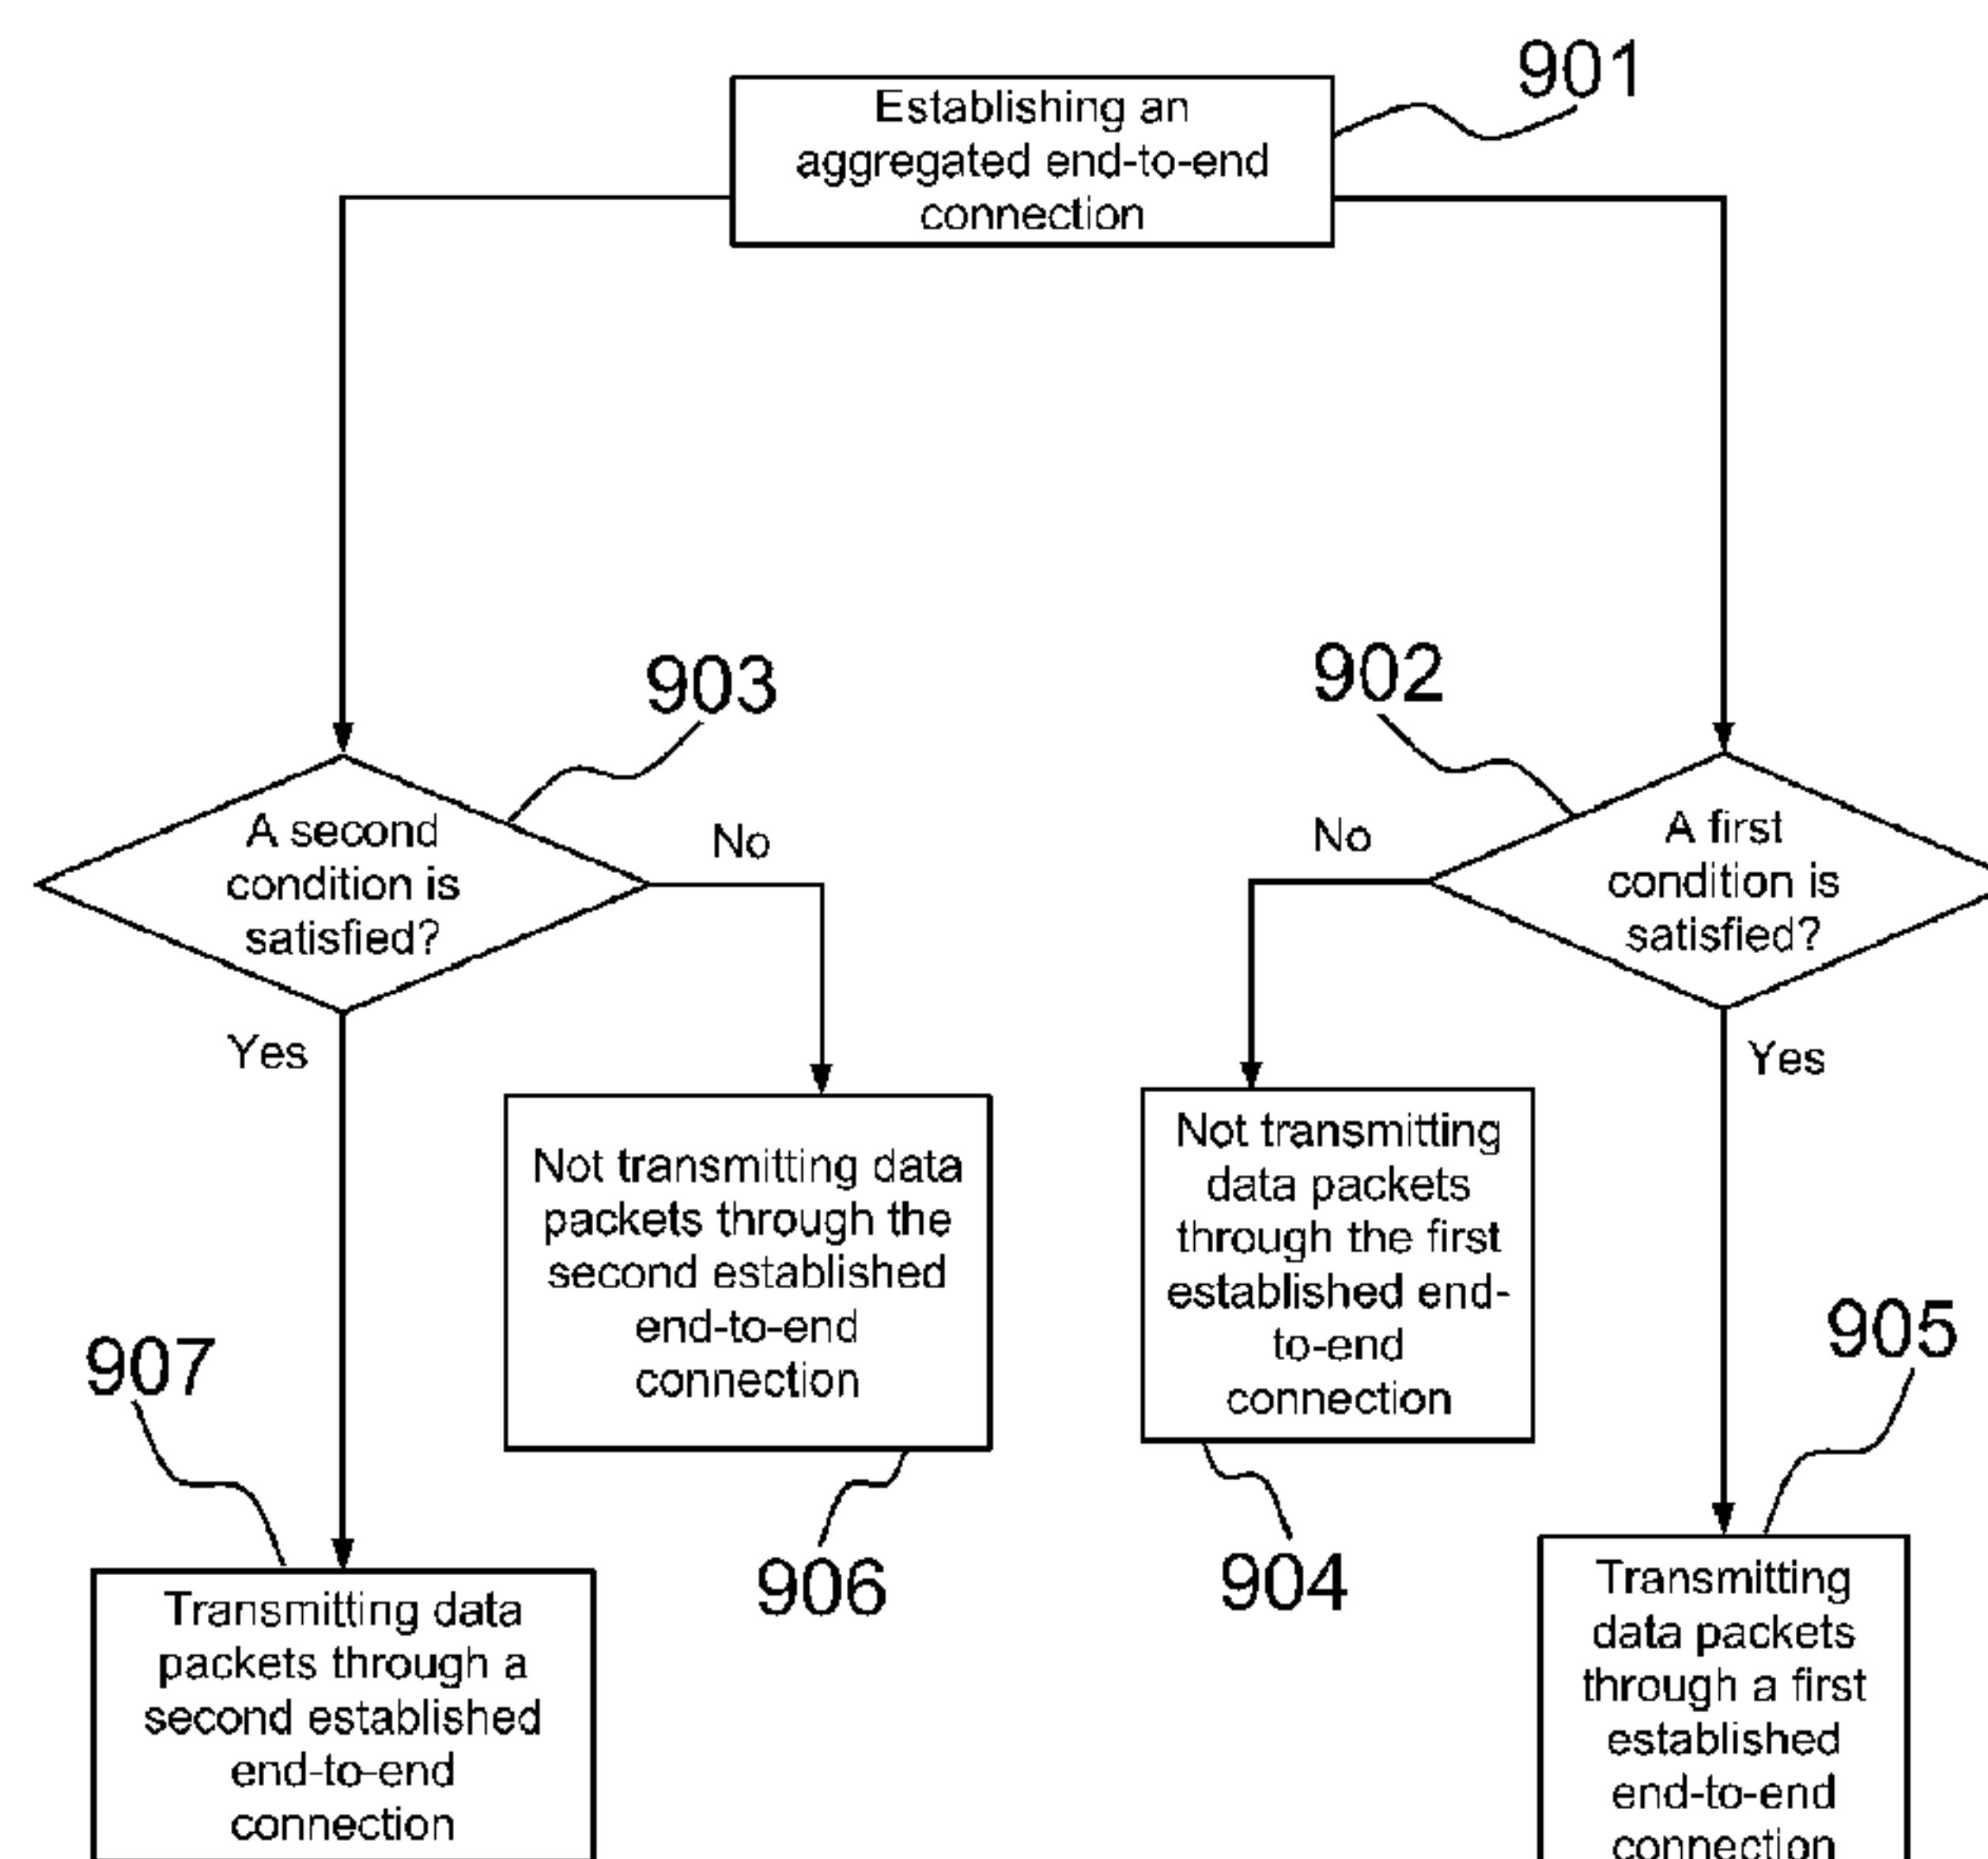 901
Establishing an
aggregated end-to-end
connection
903
902
A second
condition is
satisfied?
No
No
A first
condition is
satisfied?
Yes
Yes
Not transmitting data
packets through the
second established
end-to-end
connection
Not transmitting
data packets
through the first
established end-
to-end
connection
907
905
906
904
Transmitting data
packets through a
second established
end-to-end
connection
Transmitting
data packets
through a first
established
end-to-end
connection